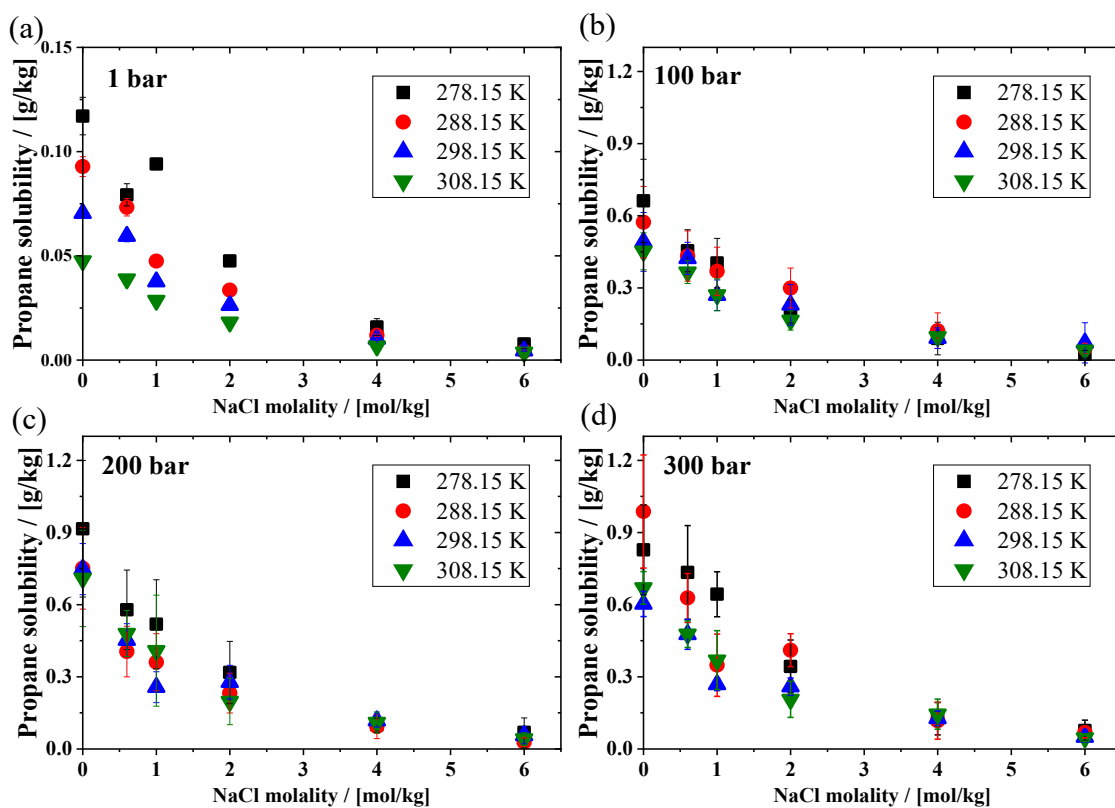 (a)
1 bar
278.15 K
288.15 K
298.15 K
308.15 K
0.15
0.10
0.05
0.00
Propane solubility / [g/kg]
0 1 2 3 4 5 6
NaCl molality / [mol/kg]
(b)
100 bar
278.15 K
288.15 K
298.15 K
308.15 K
1.2
0.9
0.6
0.3
0.0
Propane solubility / [g/kg]
0 1 2 3 4 5 6
NaCl molality / [mol/kg]
(c)
200 bar
278.15 K
288.15 K
298.15 K
308.15 K
1.2
0.9
0.6
0.3
0.0
Propane solubility / [g/kg]
0 1 2 3 4 5 6
NaCl molality / [mol/kg]
(d)
300 bar
278.15 K
288.15 K
298.15 K
308.15 K
1.2
0.9
0.6
0.3
0.0
Propane solubility / [g/kg]
0 1 2 3 4 5 6
NaCl molality / [mol/kg]